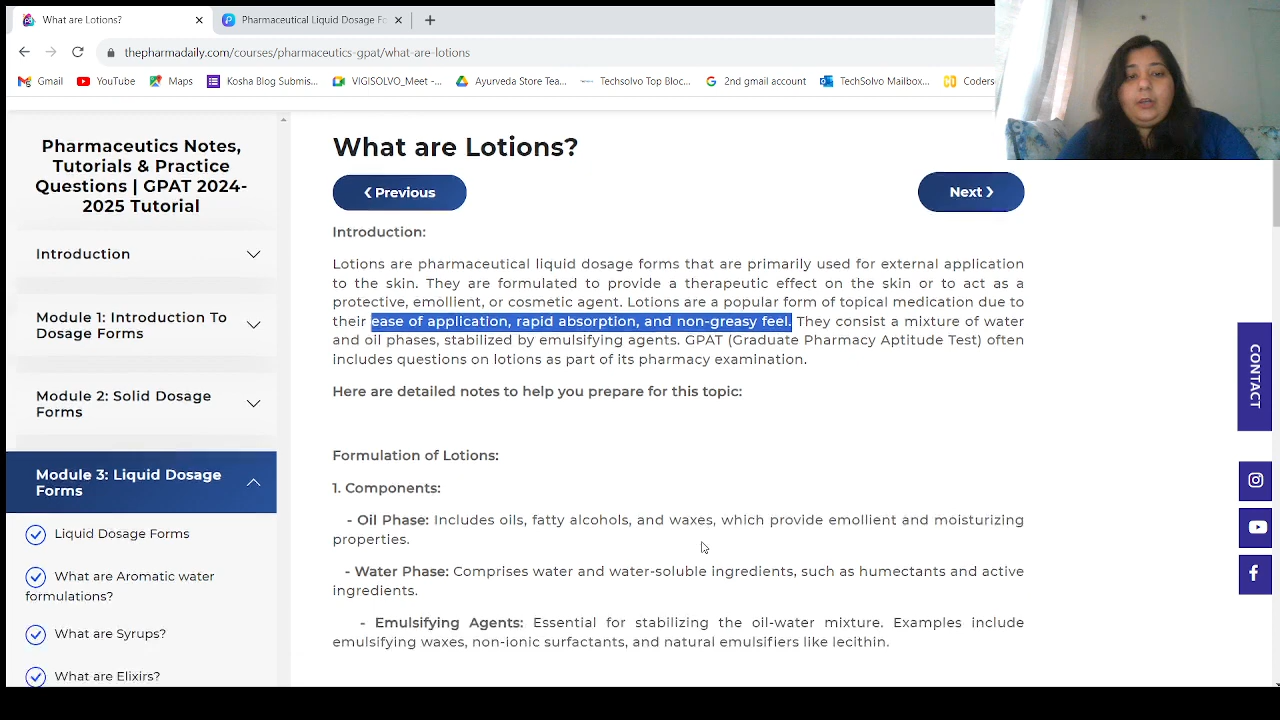 What are Lotions?
Pharmaceutical Liquid Dosage Fo
thepharmadaily.com/courses/pharmaceutics-gpat/what-are-lotions
Gmail
YouTube
Maps
Kosha Blog Submis...
VIGISOLVO_Meet -...
Ayurveda Store Tea...
Techsolvo Top Bloc...
2nd gmail account
TechSolvo Mailbox...
Coders
Pharmaceutics Notes,
Tutorials & Practice
Questions | GPAT 2024-
2025 Tutorial
Introduction
Module 1: Introduction To
Dosage Forms
Module 2: Solid Dosage
Forms
Module 3: Liquid Dosage
Forms
Liquid Dosage Forms
What are Aromatic water
formulations?
What are Syrups?
What are Elixirs?
What are Lotions?
❮ Previous
Next ❯
Introduction:
Lotions are pharmaceutical liquid dosage forms that are primarily used for external application
to the skin. They are formulated to provide a therapeutic effect on the skin or to act as a
protective, emollient, or cosmetic agent. Lotions are a popular form of topical medication due to
their ease of application, rapid absorption, and non-greasy feel. They consist a mixture of water
and oil phases, stabilized by emulsifying agents. GPAT (Graduate Pharmacy Aptitude Test) often
includes questions on lotions as part of its pharmacy examination.
Here are detailed notes to help you prepare for this topic:
Formulation of Lotions:
1. Components:
- Oil Phase: Includes oils, fatty alcohols, and waxes, which provide emollient and moisturizing
properties.
- Water Phase: Comprises water and water-soluble ingredients, such as humectants and active
ingredients.
- Emulsifying Agents: Essential for stabilizing the oil-water mixture. Examples include
emulsifying waxes, non-ionic surfactants, and natural emulsifiers like lecithin.
CONTACT